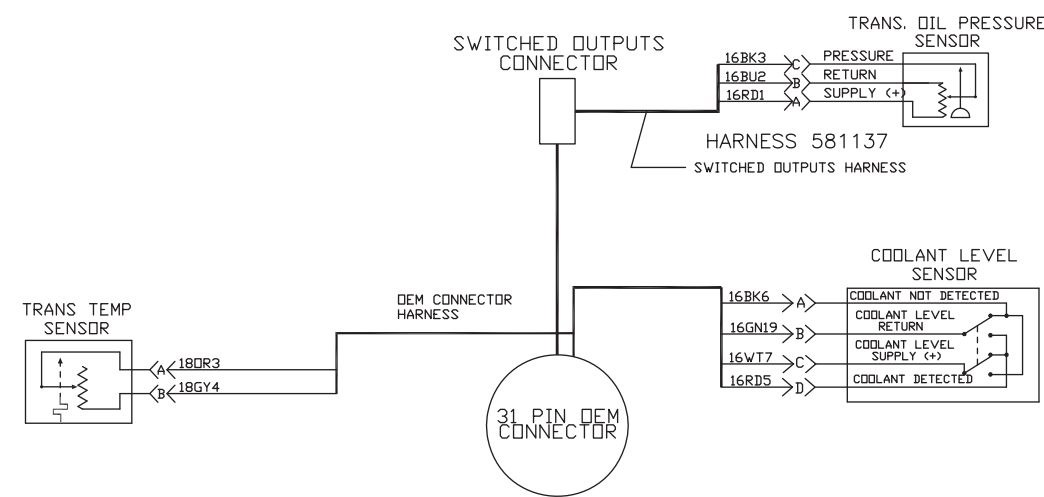 TRANS. OIL PRESSURE
SENSOR
SWITCHED OUTPUTS
CONNECTOR
16BK3 C PRESSURE
16BU2 B RETURN
16RD1 A SUPPLY (+)
HARNESS 581137
SWITCHED OUTPUTS HARNESS
COOLANT LEVEL
SENSOR
16BK6 A COOLANT NOT DETECTED
16GN19 B COOLANT LEVEL
RETURN
16WT7 C COOLANT LEVEL
SUPPLY (+)
16RD5 D COOLANT DETECTED
OEM CONNECTOR
HARNESS
TRANS TEMP
SENSOR
A 18OR3
B 18GY4
31 PIN OEM
CONNECTOR